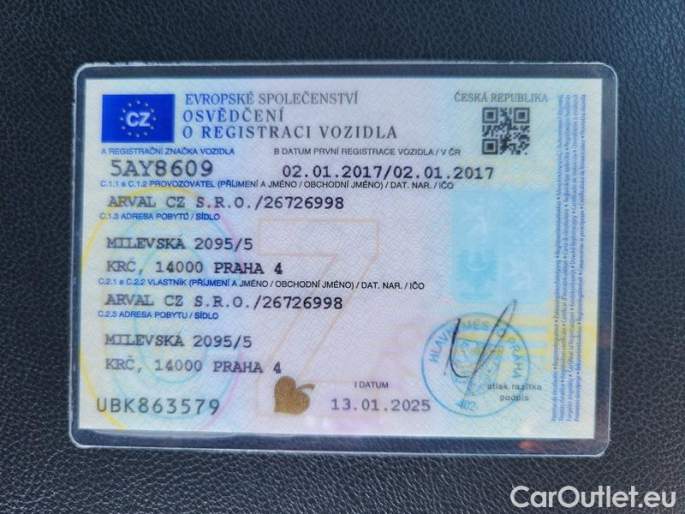 EVROPSKÉ SPOLEČENSTVÍ
ČESKÁ REPUBLIKA
CZ
OSVĚDČENÍ
O REGISTRACI VOZIDLA
A REGISTRAČNÍ ZNAČKA VOZIDLA
B DATUM PRVNÍ REGISTRACE VOZIDLA / V ČR
5AY8609
02.01.2017/02.01.2017
C.1.1 a C.1.2 PROVOZOVATEL (PŘÍJMENÍ A JMÉNO / OBCHODNÍ JMÉNO) / DAT. NAR. / IČO
ARVAL CZ S.R.O./26726998
C.1.3 ADRESA POBYTU / SÍDLO
MILEVSKA 2095/5
KRČ, 14000 PRAHA 4
C.2.1 a C.2.2 VLASTNÍK (PŘÍJMENÍ A JMÉNO / OBCHODNÍ JMÉNO) / DAT. NAR. / IČO
ARVAL CZ S.R.O./26726998
C.2.3 ADRESA POBYTU / SÍDLO
MILEVSKA 2095/5
KRČ, 14000 PRAHA 4
HLAVNÍ MĚSTO PRAHA
I DATUM
otisk razítka
podpis
UBK863579
13.01.2025
CarOutlet.eu